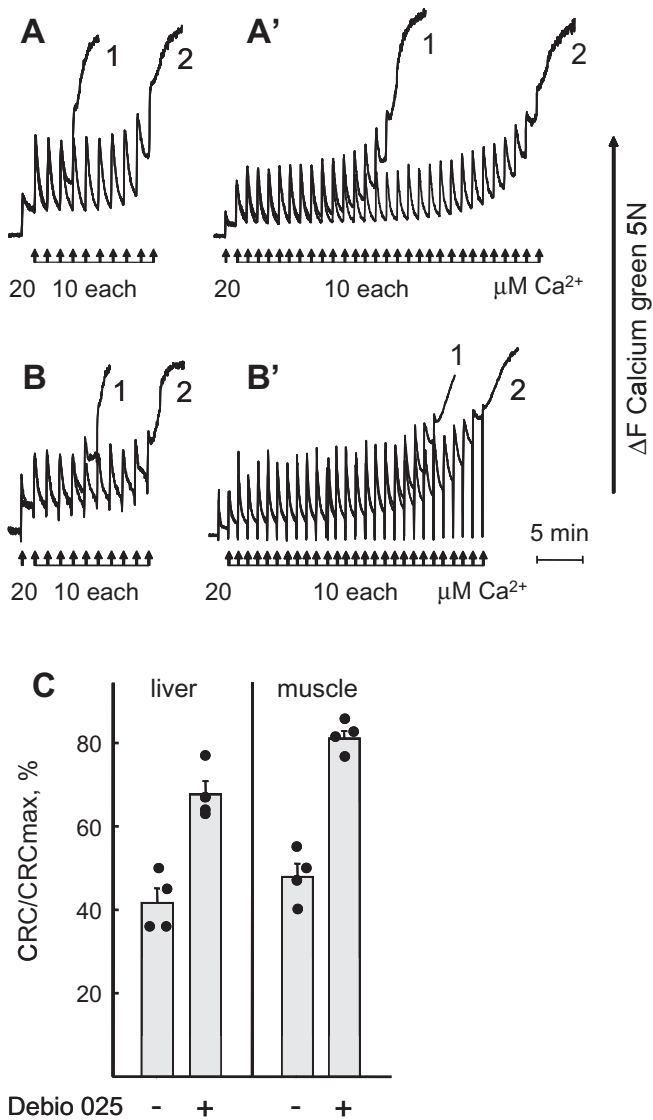 A
1
2
A’
1
2
20 10 each
20 10 each μM Ca²⁺
B
1
2
B’
1
2
20 10 each
20 10 each μM Ca²⁺
5 min
ΔF Calcium green 5N
C
liver muscle
CRC/CRCmax, %
80
60
40
20
Debio 025 - + - +